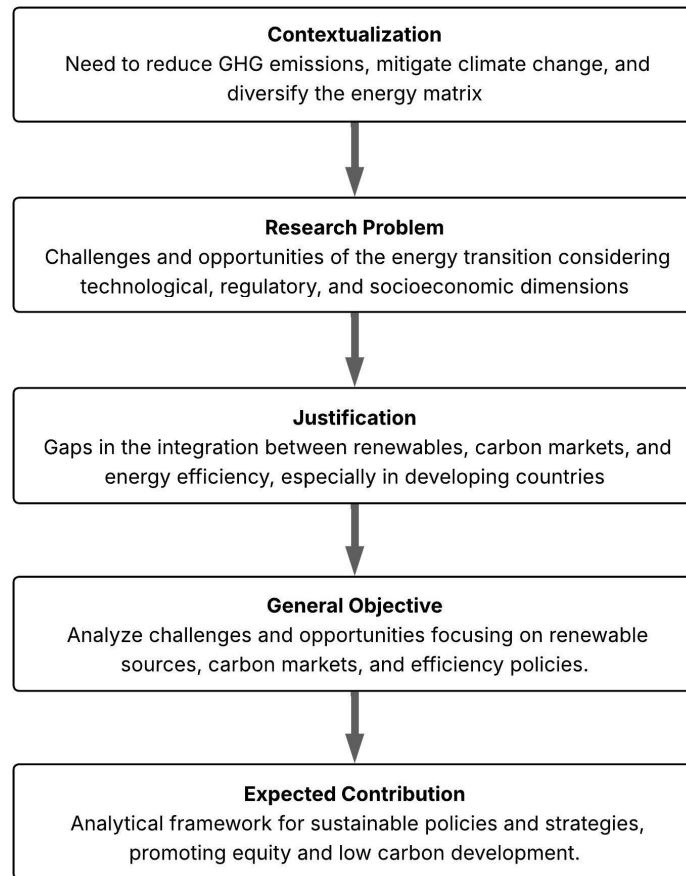 Contextualization
Need to reduce GHG emissions, mitigate climate change, and
diversify the energy matrix
Research Problem
Challenges and opportunities of the energy transition considering
technological, regulatory, and socioeconomic dimensions
Justification
Gaps in the integration between renewables, carbon markets, and
energy efficiency, especially in developing countries
General Objective
Analyze challenges and opportunities focusing on renewable
sources, carbon markets, and efficiency policies.
Expected Contribution
Analytical framework for sustainable policies and strategies,
promoting equity and low carbon development.